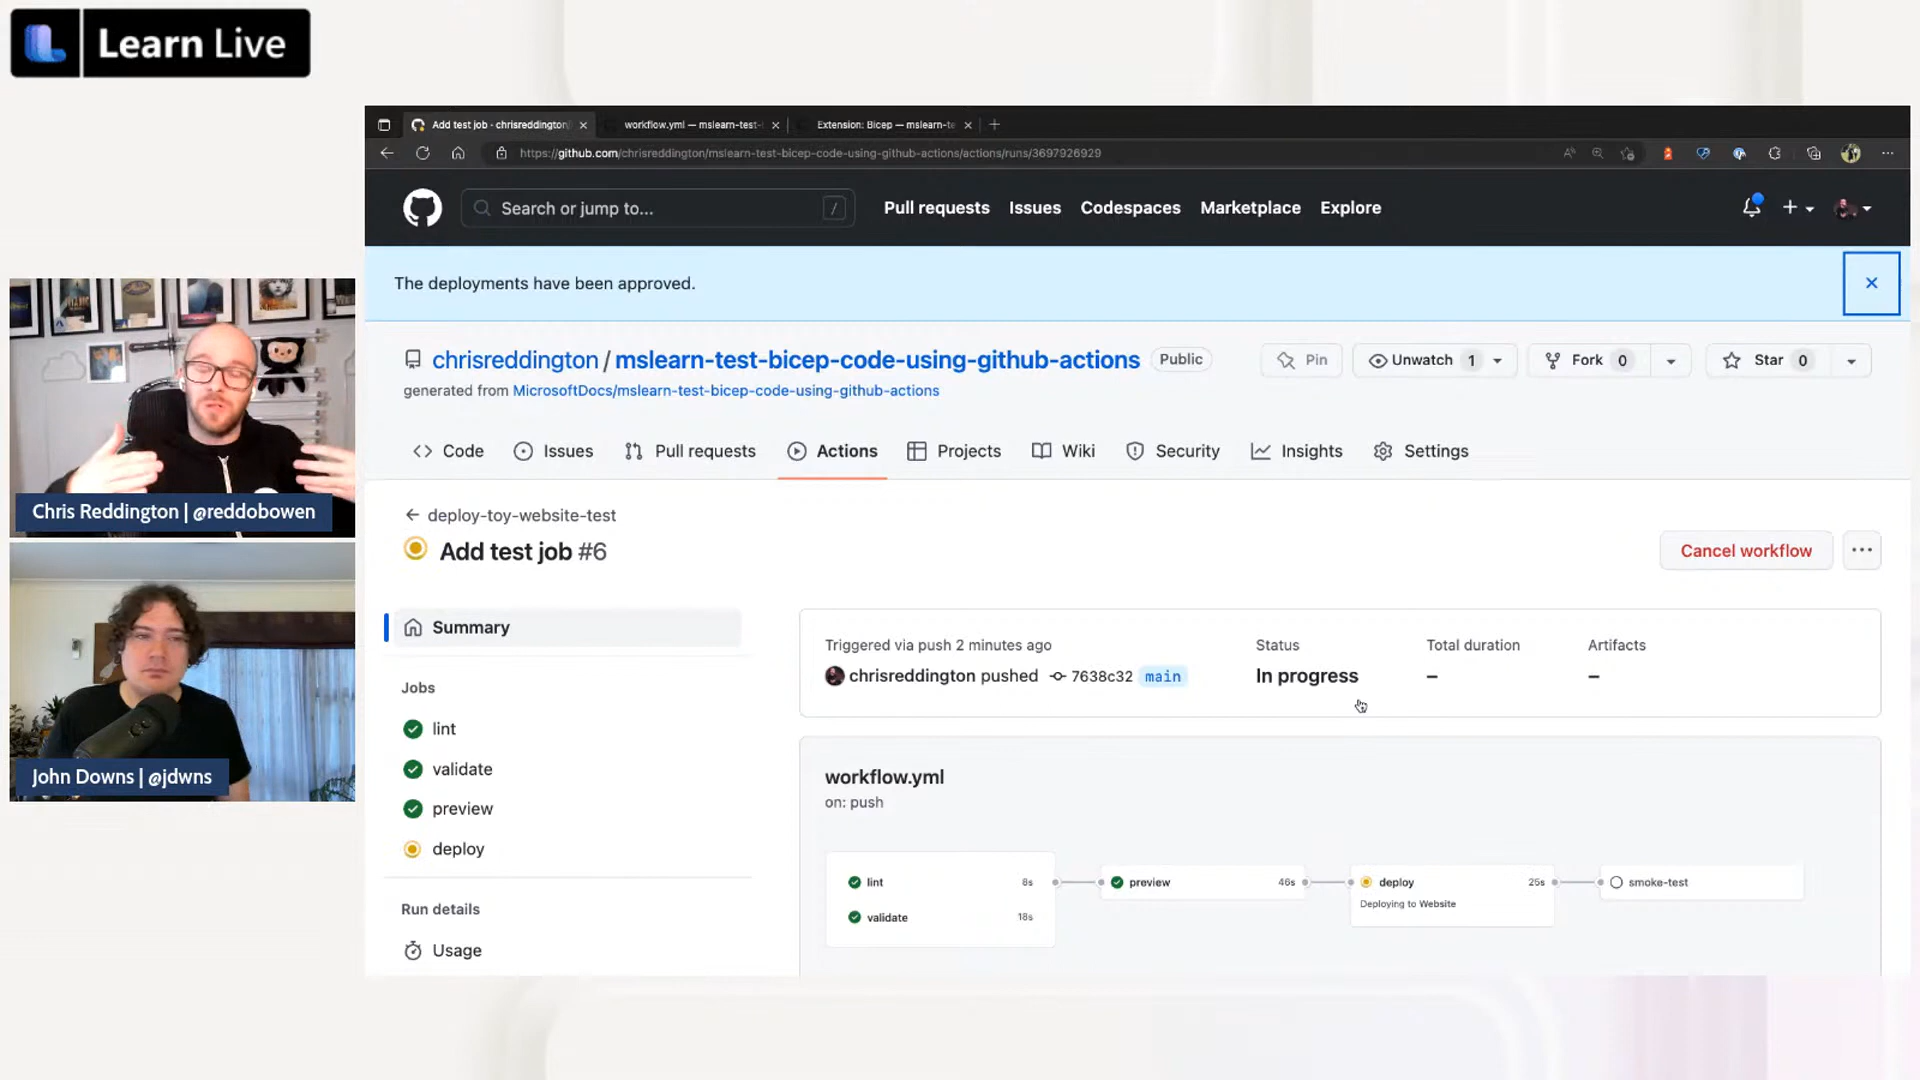 Learn Live
Add test job · chrisreddington/
workflow.yml — mslearn-test-
Extension: Bicep — mslearn-te
https://github.com/chrisreddington/mslearn-test-bicep-code-using-github-actions/actions/runs/3697926929
Search or jump to... /
Pull requests Issues Codespaces Marketplace Explore
The deployments have been approved.
chrisreddington / mslearn-test-bicep-code-using-github-actions Public
Pin Unwatch 1 Fork 0 Star 0
generated from MicrosoftDocs/mslearn-test-bicep-code-using-github-actions
Code Issues Pull requests Actions Projects Wiki Security Insights Settings
Chris Reddington | @reddobowen
deploy-toy-website-test
Add test job #6
Cancel workflow
Summary
Triggered via push 2 minutes ago Status Total duration Artifacts
chrisreddington pushed 7638c32 main In progress – –
Jobs
lint
validate
preview
deploy
John Downs | @jdwns
workflow.yml
on: push
lint 8s
validate 18s
preview 46s
deploy 25s
Deploying to Website
smoke-test
Run details
Usage